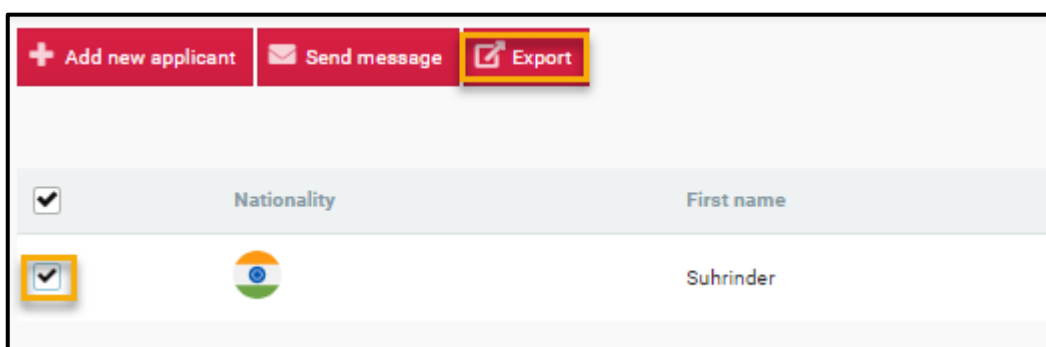 Add new applicant Send message Export
Nationality First name
Suhrinder